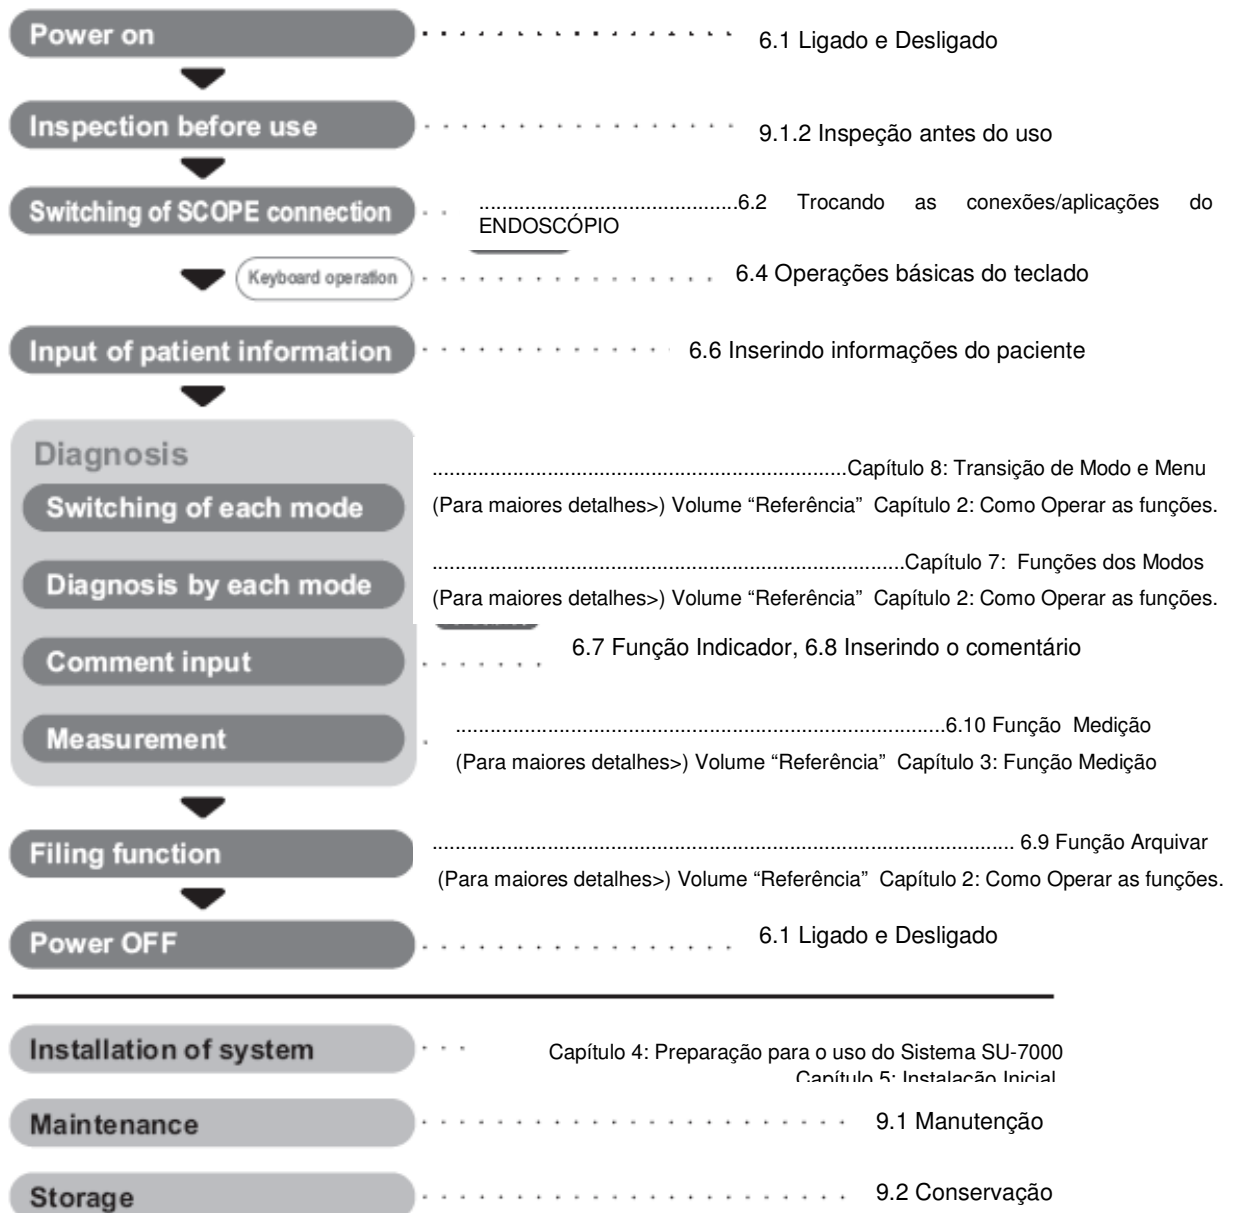 Power on
6.1 Ligado e Desligado
Inspection before use
9.1.2 Inspeção antes do uso
Switching of SCOPE connection
.............................................6.2 Trocando as conexões/aplicações do
ENDOSCÓPIO
Keyboard operation
6.4 Operações básicas do teclado
Input of patient information
6.6 Inserindo informações do paciente
Diagnosis
Switching of each mode
........................................................................Capítulo 8: Transição de Modo e Menu
(Para maiores detalhes>) Volume “Referência” Capítulo 2: Como Operar as funções.
Diagnosis by each mode
..................................................................................Capítulo 7: Funções dos Modos
(Para maiores detalhes>) Volume “Referência” Capítulo 2: Como Operar as funções.
Comment input
6.7 Função Indicador, 6.8 Inserindo o comentário
Measurement
.....................................................................................6.10 Função Medição
(Para maiores detalhes>) Volume “Referência” Capítulo 3: Função Medição
Filing function
..................................................................................................... 6.9 Função Arquivar
(Para maiores detalhes>) Volume “Referência” Capítulo 2: Como Operar as funções.
Power OFF
6.1 Ligado e Desligado
Installation of system
Capítulo 4: Preparação para o uso do Sistema SU-7000
Capítulo 5: Instalação Inicial
Maintenance
9.1 Manutenção
Storage
9.2 Conservação